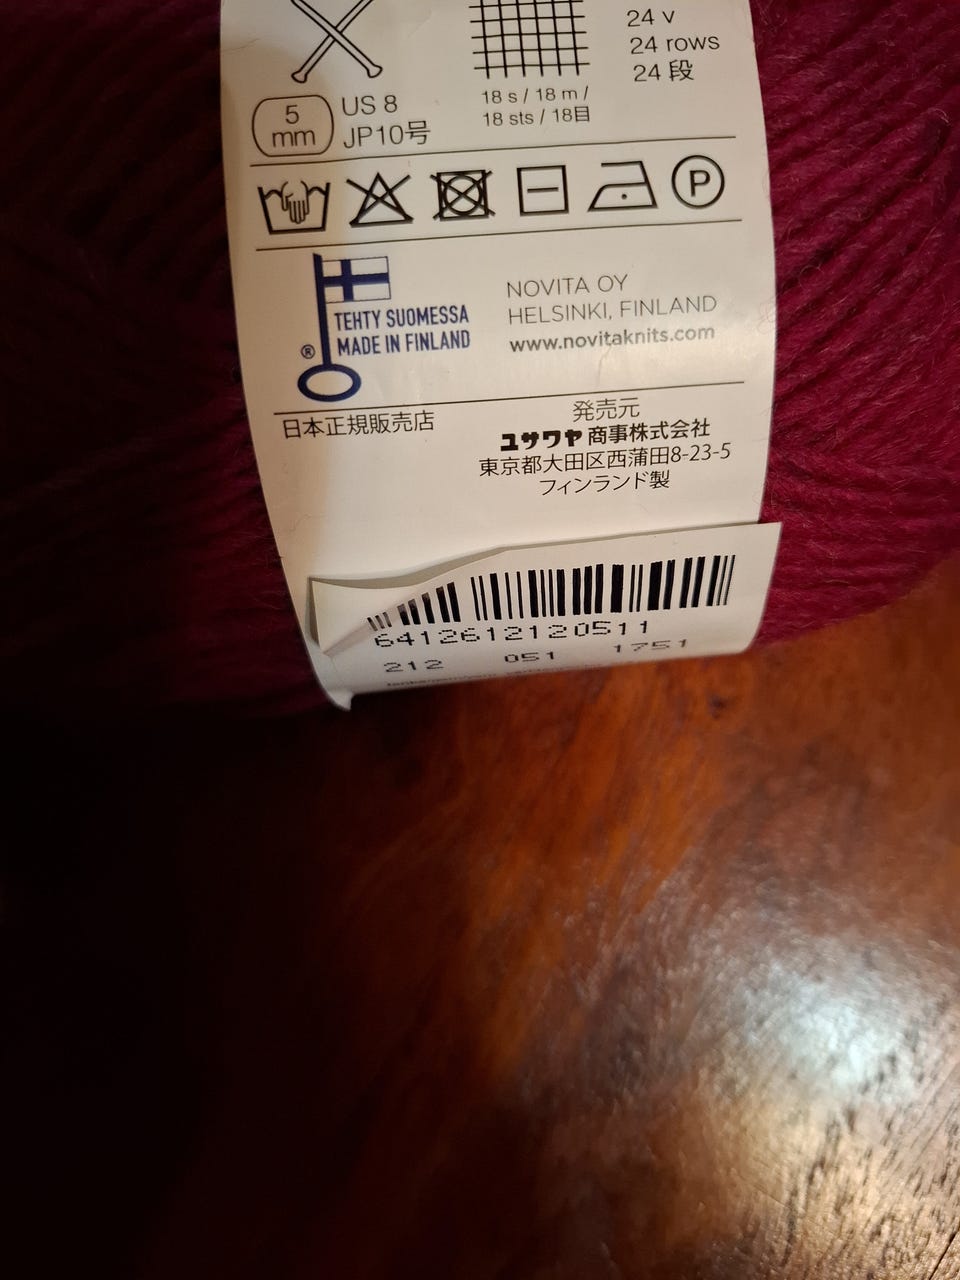 24 v
24 rows
24 段
18 s / 18 m /
18 sts / 18目
5
mm
US 8
JP10号
P
TEHTY SUOMESSA
MADE IN FINLAND
®
NOVITA OY
HELSINKI, FINLAND
www.novitaknits.com
日本正規販売店
発売元
ユザワヤ商事株式会社
東京都大田区西蒲田8-23-5
フィンランド製
6412612120511
212 051 1751